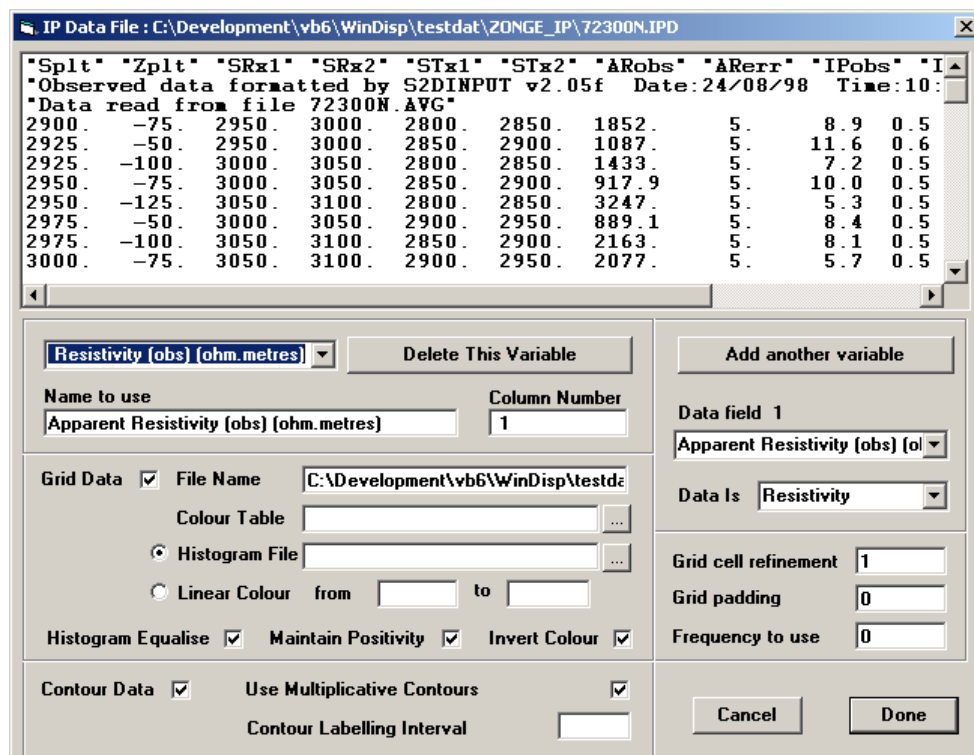 IP Data File : C:\Development\vb6\WinDisp\testdat\ZONGE_IP\72300N.IPD
"Splt" "Zplt" "SRx1" "SRx2" "STx1" "STx2" "ARobs" "ARerr" "IPobs" "I
"Observed data formatted by S2DINPUT v2.05f Date:24/08/98 Time:10:
"Data read from file 72300N.AVG"
2900. -75. 2950. 3000. 2800. 2850. 1852. 5. 8.9 0.5
2925. -50. 2950. 3000. 2850. 2900. 1087. 5. 11.6 0.6
2925. -100. 3000. 3050. 2800. 2850. 1433. 5. 7.2 0.5
2950. -75. 3000. 3050. 2850. 2900. 917.9 5. 10.0 0.5
2950. -125. 3050. 3100. 2800. 2850. 3247. 5. 5.3 0.5
2975. -50. 3000. 3050. 2900. 2950. 889.1 5. 8.4 0.5
2975. -100. 3050. 3100. 2850. 2900. 2163. 5. 8.1 0.5
3000. -75. 3050. 3100. 2900. 2950. 2077. 5. 5.7 0.5
Resistivity (obs) (ohm.metres)
Delete This Variable
Add another variable
Name to use
Column Number
Apparent Resistivity (obs) (ohm.metres)
1
Data field 1
Apparent Resistivity (obs) (ol
Data Is
Resistivity
Grid Data
File Name
C:\Development\vb6\WinDisp\testda
Colour Table
...
Histogram File
...
Linear Colour from to
Histogram Equalise
Maintain Positivity
Invert Colour
Grid cell refinement
1
Grid padding
0
Frequency to use
0
Contour Data
Use Multiplicative Contours
Contour Labelling Interval
Cancel
Done